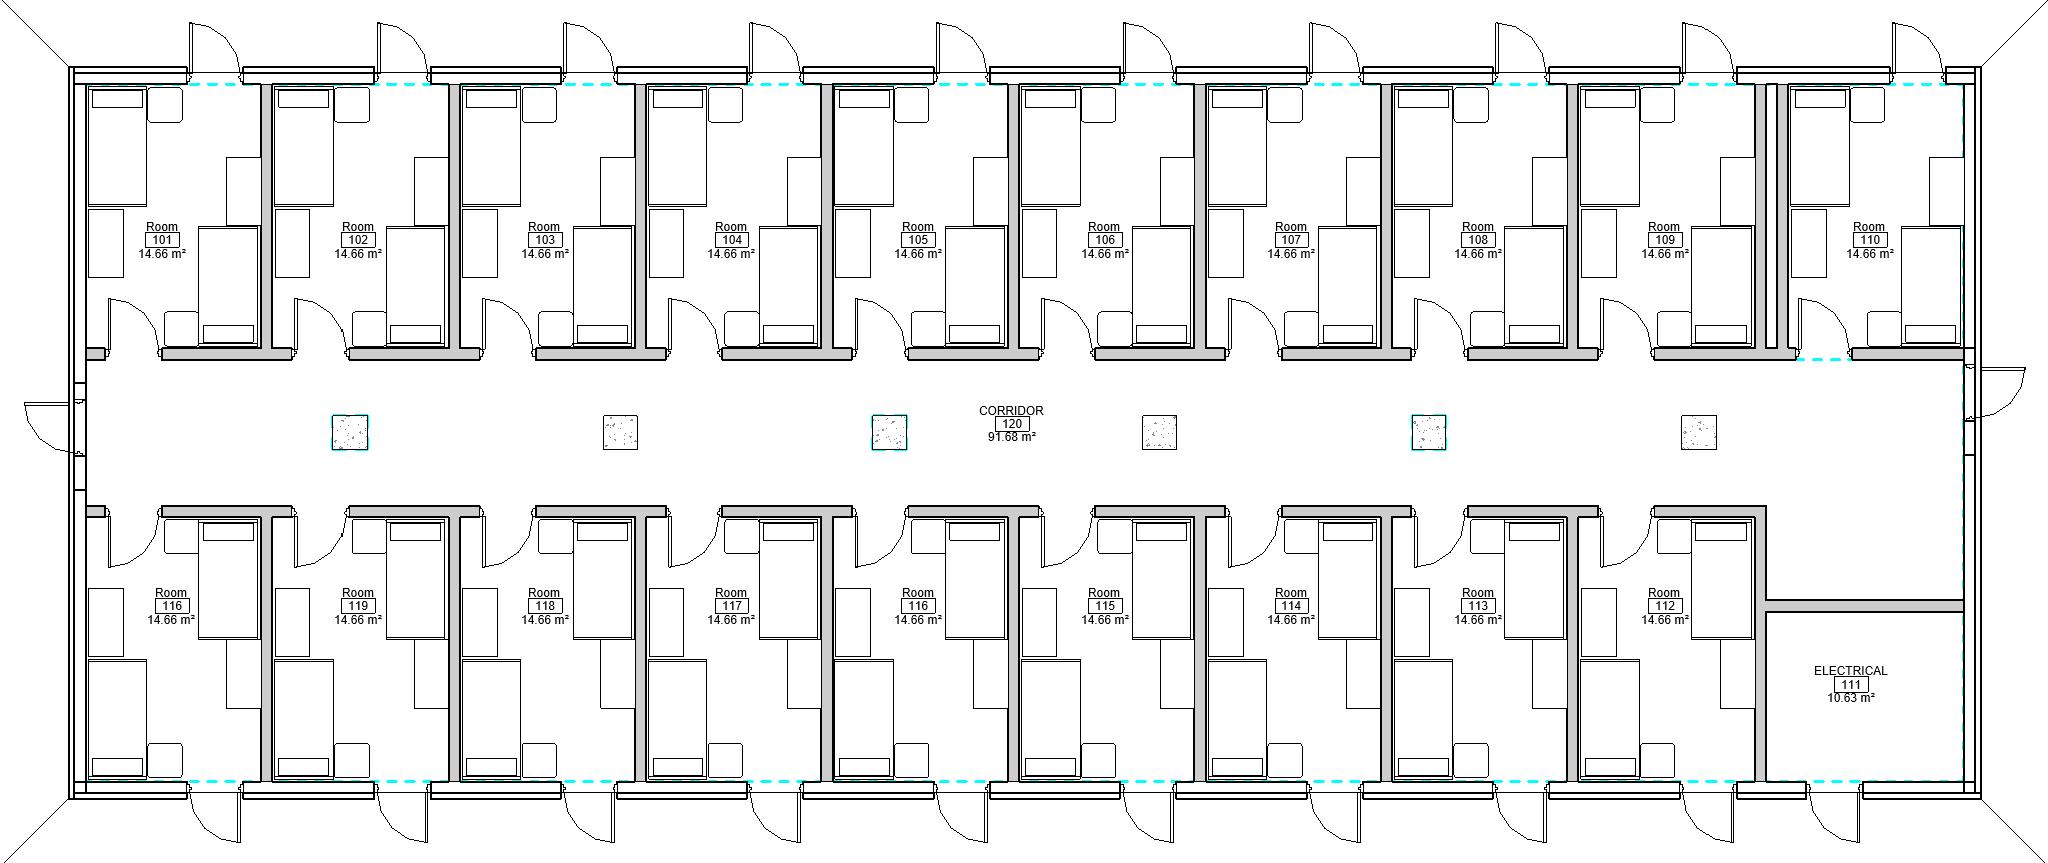 Room
101
14.66 m²
Room
102
14.66 m²
Room
103
14.66 m²
Room
104
14.66 m²
Room
105
14.66 m²
Room
106
14.66 m²
Room
107
14.66 m²
Room
108
14.66 m²
Room
109
14.66 m²
Room
110
14.66 m²
CORRIDOR
120
91.68 m²
Room
116
14.66 m²
Room
119
14.66 m²
Room
118
14.66 m²
Room
117
14.66 m²
Room
116
14.66 m²
Room
115
14.66 m²
Room
114
14.66 m²
Room
113
14.66 m²
Room
112
14.66 m²
ELECTRICAL
111
10.63 m²